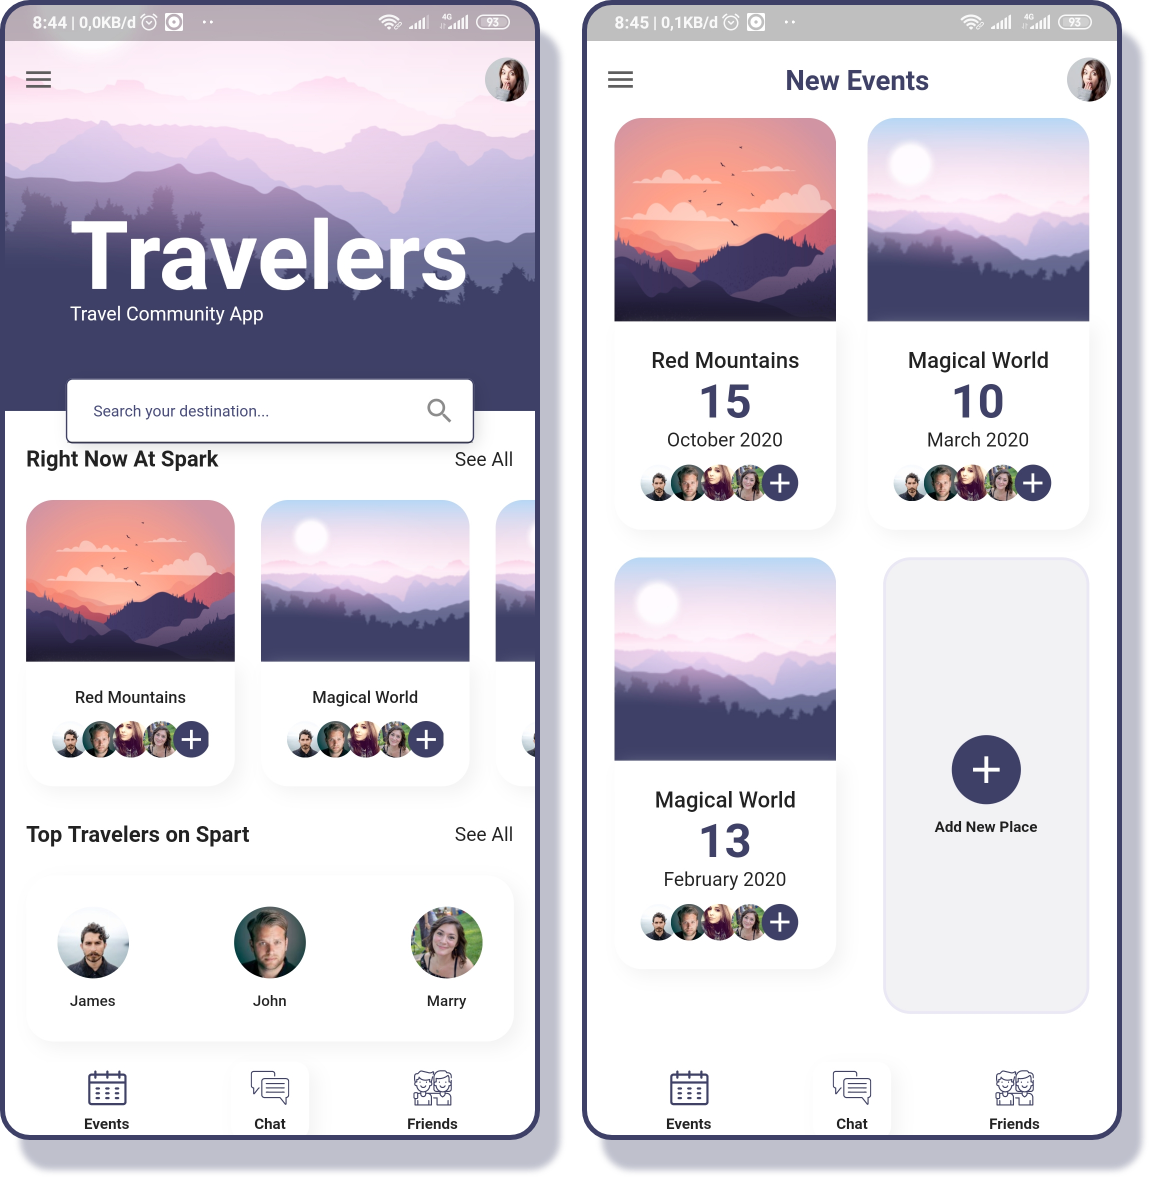 8:44 | 0,0KB/d
4G
93
Travelers
Travel Community App
Search your destination...
Right Now At Spark
See All
Red Mountains
Magical World
Top Travelers on Spart
See All
James
John
Marry
Events
Chat
Friends
8:45 | 0,1KB/d
4G
93
New Events
Red Mountains
15
October 2020
Magical World
10
March 2020
Magical World
13
February 2020
Add New Place
Events
Chat
Friends